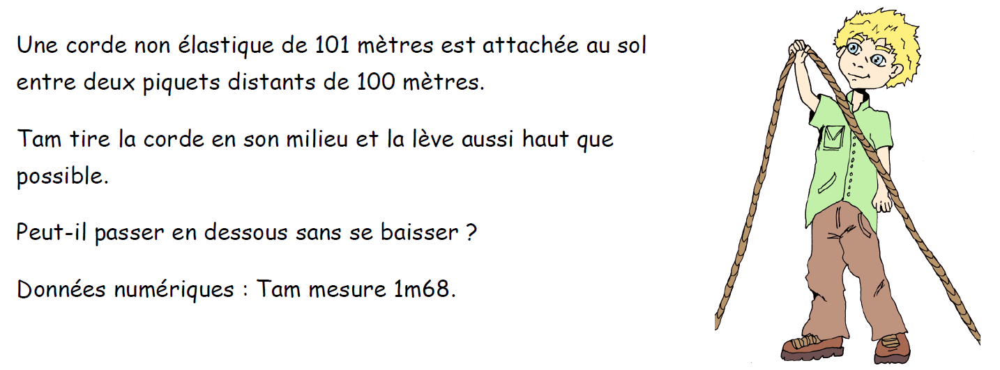 Une corde non élastique de 101 mètres est attachée au sol
entre deux piquets distants de 100 mètres.
Tam tire la corde en son milieu et la lève aussi haut que
possible.
Peut-il passer en dessous sans se baisser ?
Données numériques : Tam mesure 1m68.